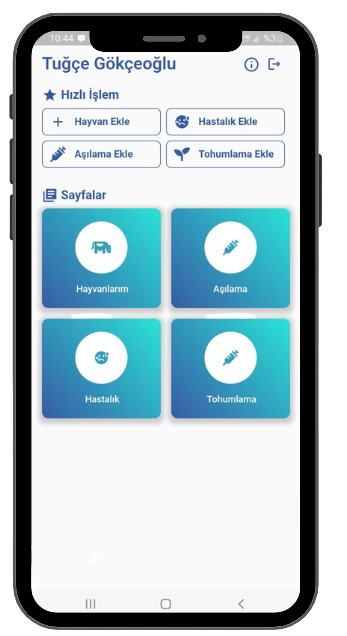 10:44
%30
Tuğçe Gökçeoğlu
Hızlı İşlem
Hayvan Ekle
Hastalık Ekle
Aşılama Ekle
Tohumlama Ekle
Sayfalar
Hayvanlarım
Aşılama
Hastalık
Tohumlama